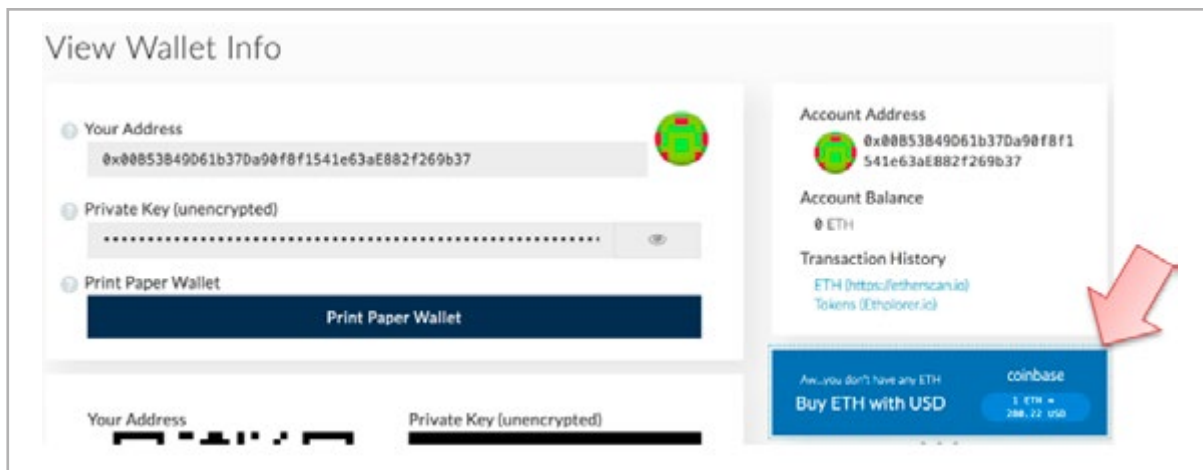 View Wallet Info
Your Address
0x00B53B49D61b37Da90f8f1541e63aE882f269b37
Private Key (unencrypted)
Print Paper Wallet
Print Paper Wallet
Your Address
Private Key (unencrypted)
Account Address
0x00B53B49D61b37Da90f8f1
541e63aE882f269b37
Account Balance
0 ETH
Transaction History
ETH (https://etherscan.io)
Tokens (Ethplorer.io)
Aw...you don't have any ETH
Buy ETH with USD
coinbase
1 ETH ≈
200.22 USD